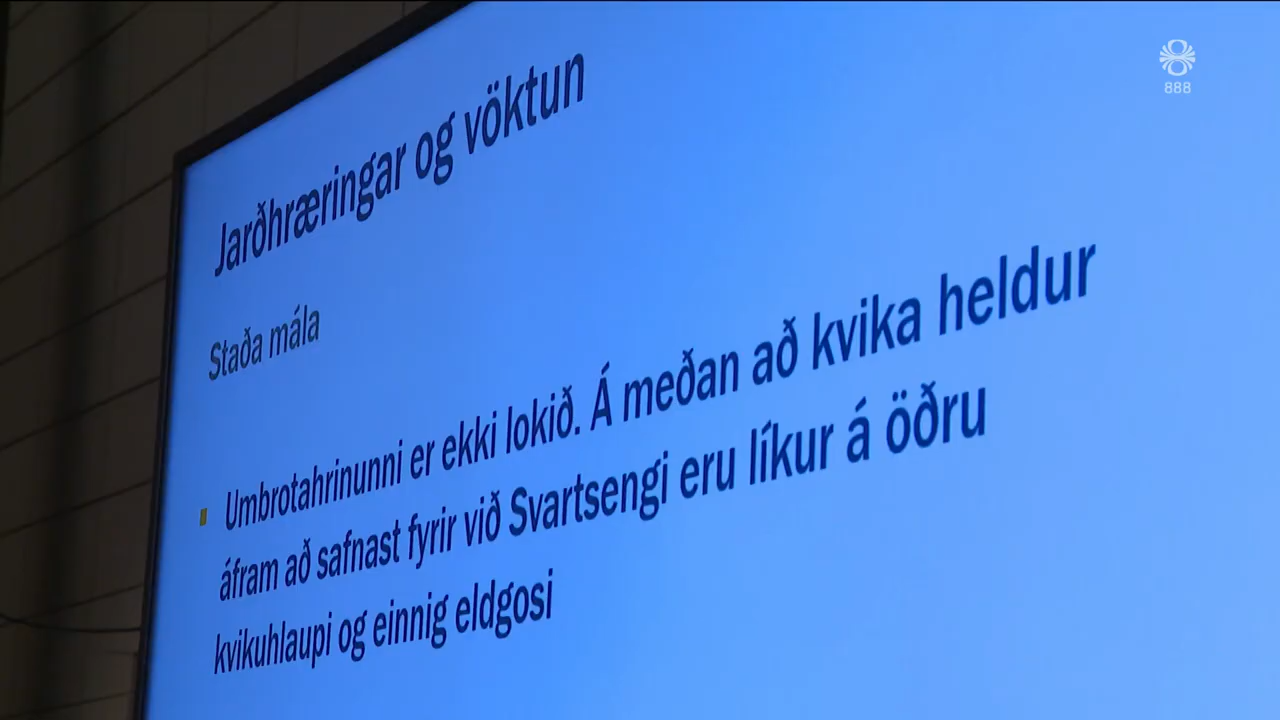 888
Jarðhræringar og vöktun
Staða mála
Umbrotahrinunni er ekki lokið. Á meðan að kvika heldur
áfram að safnast fyrir við Svartsengi eru líkur á öðru
kvikuhlaupi og einnig eldgosi